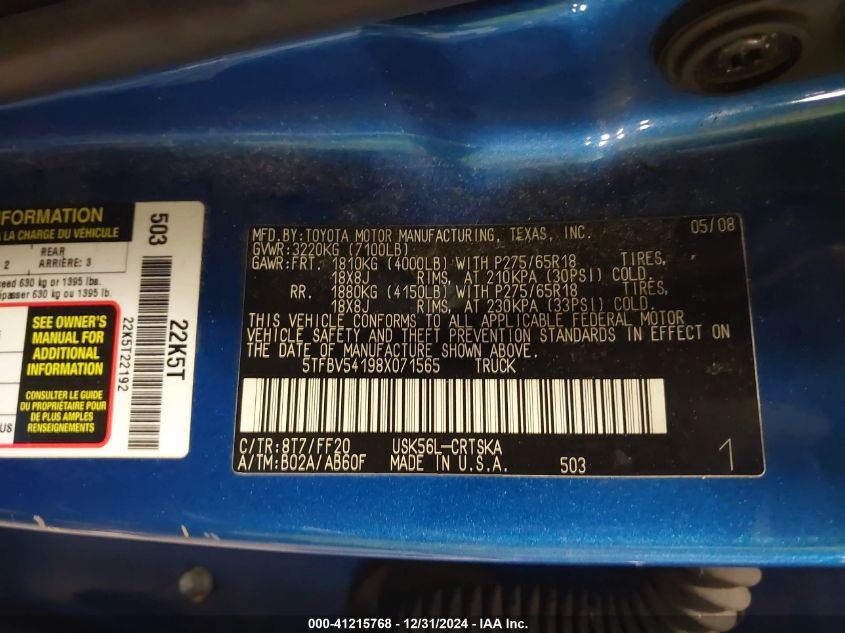 NFORMATION
A LA CHARGE DU VÉHICULE
REAR
2 ARRIÈRE: 3
ceed 630 kg or 1395 lbs.
épasser 630 kg ou 1395 lb.
SEE OWNER'S
MANUAL FOR
ADDITIONAL
INFORMATION
CONSULTER LE GUIDE
DU PROPRIÉTAIRE POUR
DE PLUS AMPLES
RENSEIGNEMENTS
US
503
22K5T
22K5T22192
MFD.BY:TOYOTA MOTOR MANUFACTURING, TEXAS, INC. 05/08
GVWR:3220KG (7100LB)
GAWR:FRT. 1810KG (4000LB) WITH P275/65R18 TIRES,
18X8J RIMS, AT 210KPA (30PSI) COLD.
RR. 1880KG (4150LB) WITH P275/65R18 TIRES,
18X8J RIMS, AT 230KPA (33PSI) COLD.
THIS VEHICLE CONFORMS TO ALL APPLICABLE FEDERAL MOTOR
VEHICLE SAFETY AND THEFT PREVENTION STANDARDS IN EFFECT ON
THE DATE OF MANUFACTURE SHOWN ABOVE.
5TFBV54198X071565 TRUCK
C/TR:8T7/FF20 USK56L-CRTSKA
A/TM:B02A/AB60F MADE IN U.S.A. 503 1
000-41215768 - 12/31/2024 - IAA Inc.